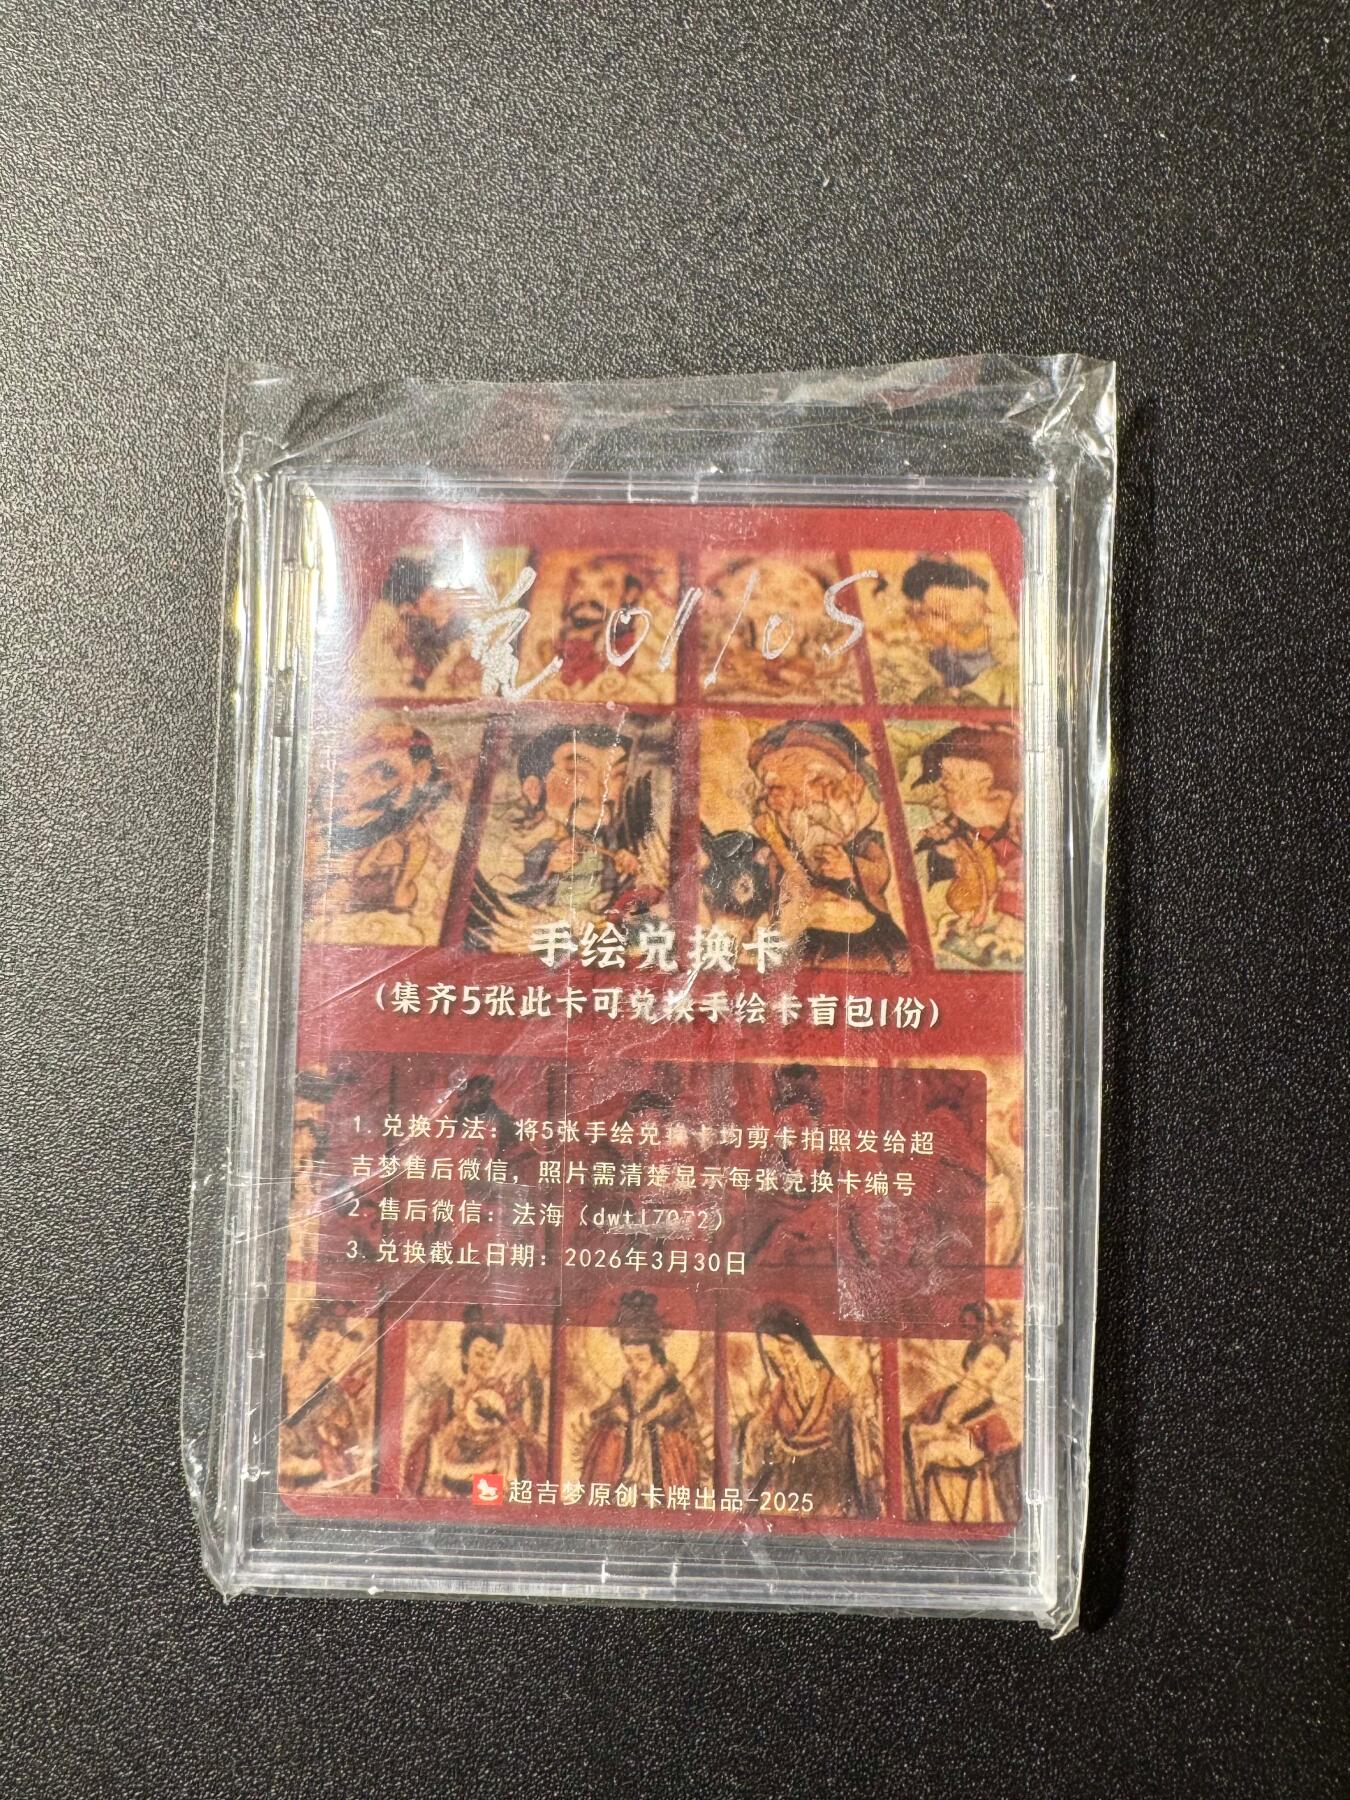 01/05
手绘兑换卡
（集齐5张此卡可兑换手绘卡盲包1份）
1. 兑换方法：将5张手绘兑换卡均剪卡拍照发给超
吉梦售后微信，照片需清楚显示每张兑换卡编号
2. 售后微信：法海
3. 兑换截止日期：2026年3月30日
超吉梦原创卡牌出品-2025